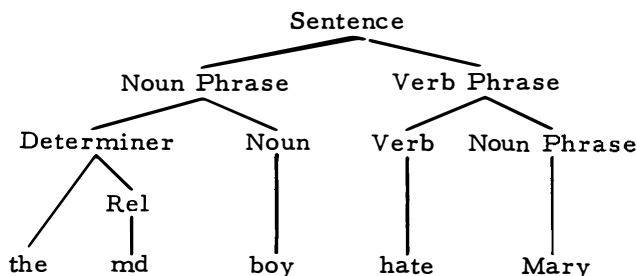 Sentence
Noun Phrase Verb Phrase
Determiner Noun Verb Noun Phrase
Rel
the md boy hate Mary